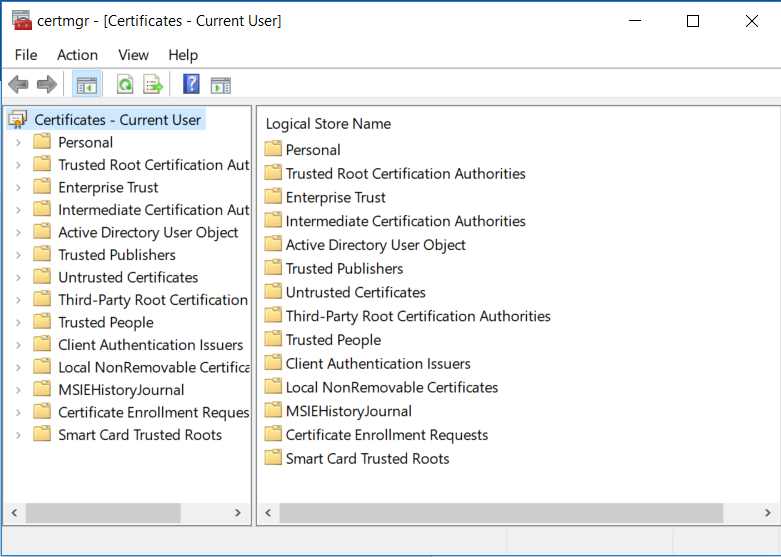 certmgr - [Certificates - Current User]
File Action View Help
Certificates - Current User
Personal
Trusted Root Certification Aut
Enterprise Trust
Intermediate Certification Aut
Active Directory User Object
Trusted Publishers
Untrusted Certificates
Third-Party Root Certification
Trusted People
Client Authentication Issuers
Local NonRemovable Certifica
MSIEHistoryJournal
Certificate Enrollment Reques
Smart Card Trusted Roots
Logical Store Name
Personal
Trusted Root Certification Authorities
Enterprise Trust
Intermediate Certification Authorities
Active Directory User Object
Trusted Publishers
Untrusted Certificates
Third-Party Root Certification Authorities
Trusted People
Client Authentication Issuers
Local NonRemovable Certificates
MSIEHistoryJournal
Certificate Enrollment Requests
Smart Card Trusted Roots